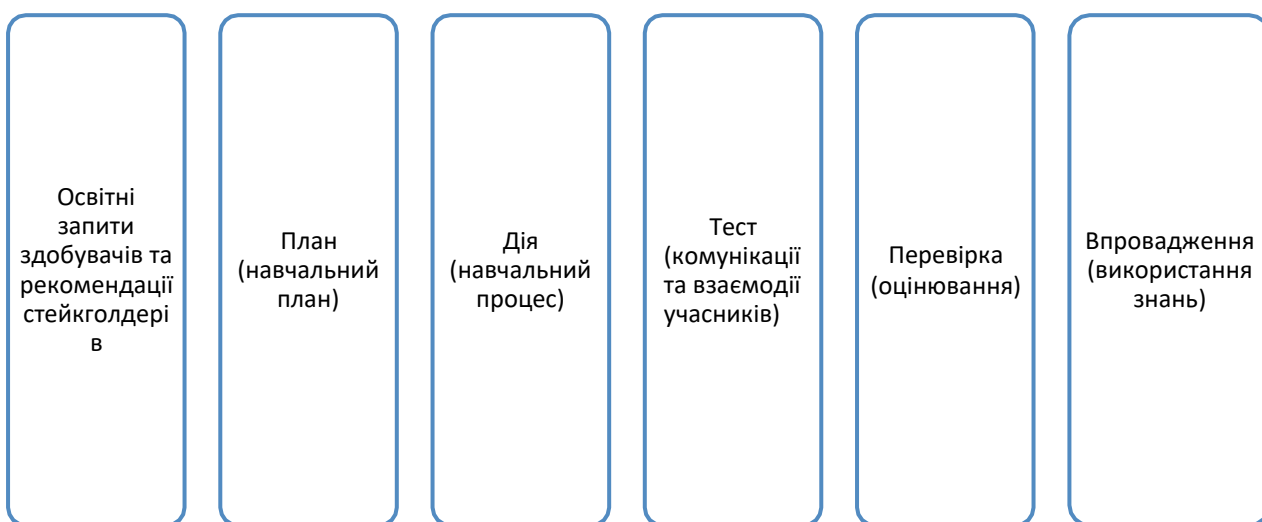 Освітні
запити
здобувачів та
рекомендації
стейкголдері
в
План
(навчальний
план)
Дія
(навчальний
процес)
Тест
(комунікації
та взаємодії
учасників)
Перевірка
(оцінювання)
Впровадження
(використання
знань)